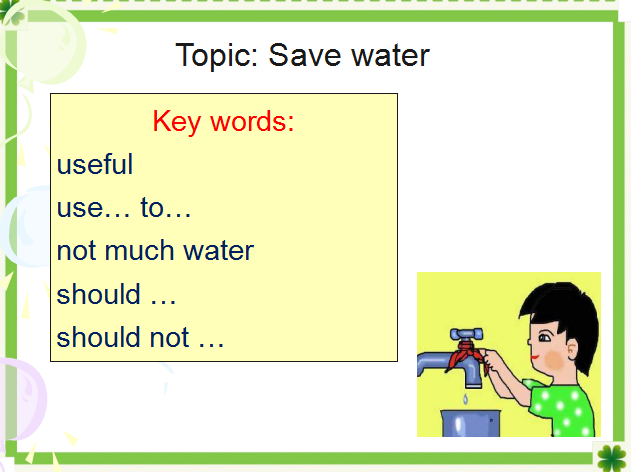 Topic: Save water
Key words:
useful
use… to…
not much water
should …
should not …